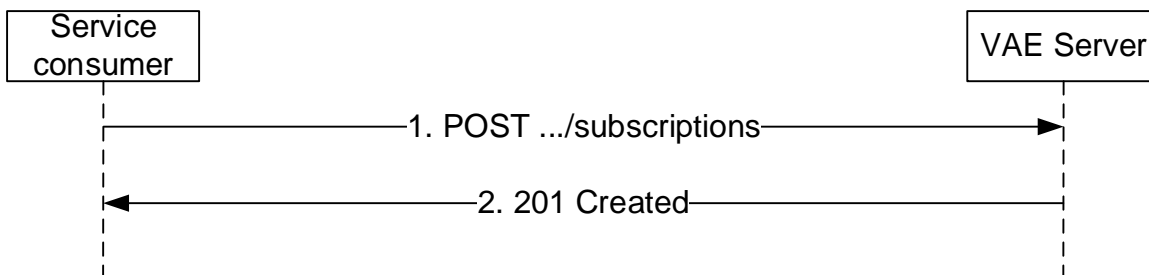 Service
consumer
VAE Server
1. POST .../subscriptions
2. 201 Created